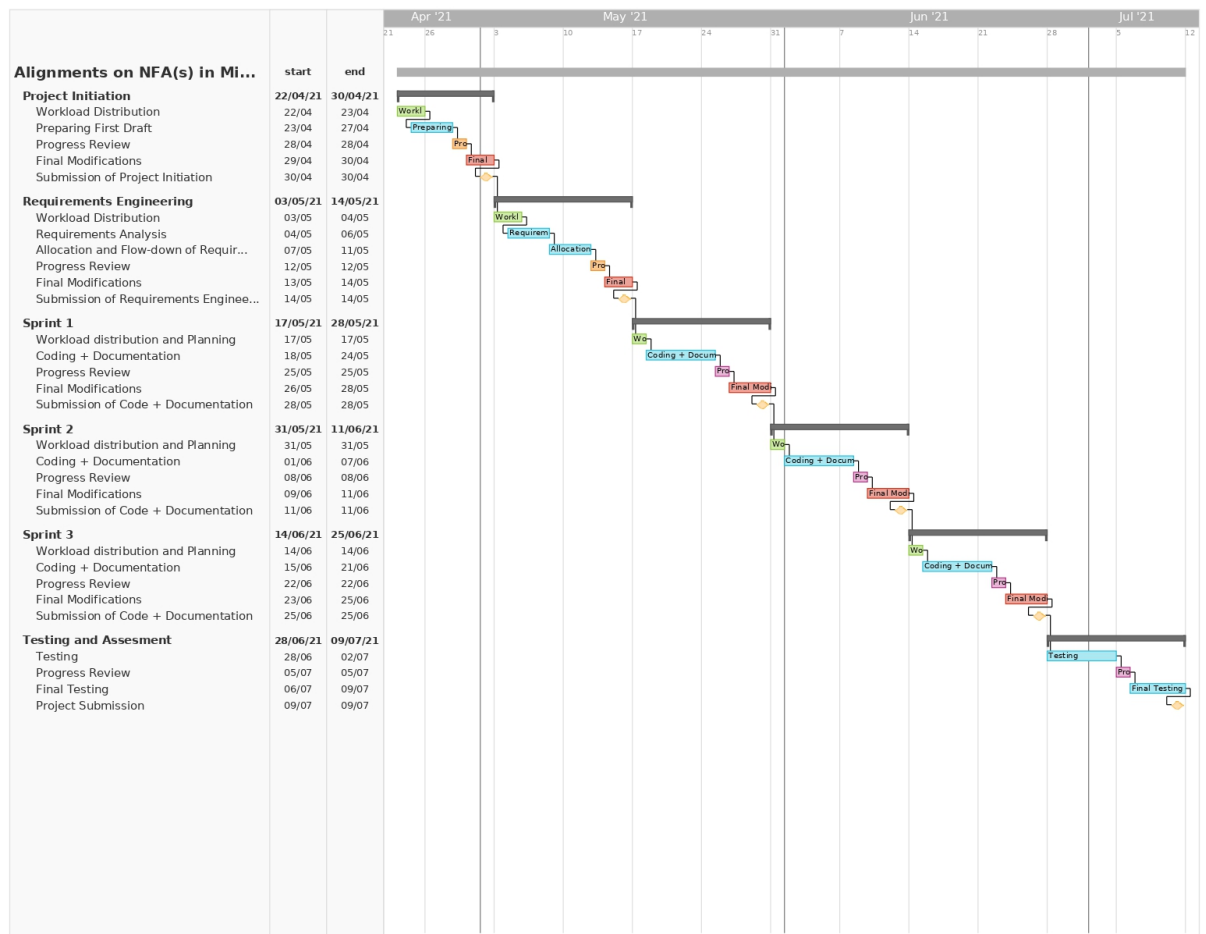 Apr '21 May '21 Jun '21 Jul '21
21 26 3 10 17 24 31 7 14 21 28 5 12
Alignments on NFA(s) in Mi... start end
Project Initiation 22/04/21 30/04/21
Workload Distribution 22/04 23/04 Workl
Preparing First Draft 23/04 27/04 Preparing
Progress Review 28/04 28/04 Pro
Final Modifications 29/04 30/04 Final
Submission of Project Initiation 30/04 30/04
Requirements Engineering 03/05/21 14/05/21
Workload Distribution 03/05 04/05 Workl
Requirements Analysis 04/05 06/05 Requirem
Allocation and Flow-down of Requir... 07/05 11/05 Allocation
Progress Review 12/05 12/05 Pro
Final Modifications 13/05 14/05 Final
Submission of Requirements Enginee... 14/05 14/05
Sprint 1 17/05/21 28/05/21
Workload distribution and Planning 17/05 17/05 Wo
Coding + Documentation 18/05 24/05 Coding + Docum
Progress Review 25/05 25/05 Pro
Final Modifications 26/05 28/05 Final Mod
Submission of Code + Documentation 28/05 28/05
Sprint 2 31/05/21 11/06/21
Workload distribution and Planning 31/05 31/05 Wo
Coding + Documentation 01/06 07/06 Coding + Docum
Progress Review 08/06 08/06 Pro
Final Modifications 09/06 11/06 Final Mod
Submission of Code + Documentation 11/06 11/06
Sprint 3 14/06/21 25/06/21
Workload distribution and Planning 14/06 14/06 Wo
Coding + Documentation 15/06 21/06 Coding + Docum
Progress Review 22/06 22/06 Pro
Final Modifications 23/06 25/06 Final Mod
Submission of Code + Documentation 25/06 25/06
Testing and Assesment 28/06/21 09/07/21
Testing 28/06 02/07 Testing
Progress Review 05/07 05/07 Pro
Final Testing 06/07 09/07 Final Testing
Project Submission 09/07 09/07